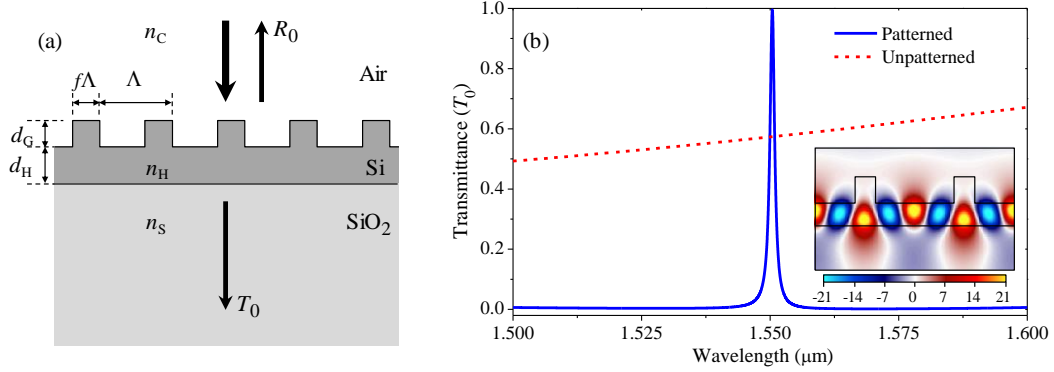 (a)
n_C
R_0
Air
fΛ
Λ
d_G
d_H
n_H
Si
n_S
SiO_2
T_0
(b)
Patterned
Unpatterned
Transmittance (T_0)
1.0
0.8
0.6
0.4
0.2
0.0
-21 -14 -7 0 7 14 21
1.500 1.525 1.550 1.575 1.600
Wavelength (μm)